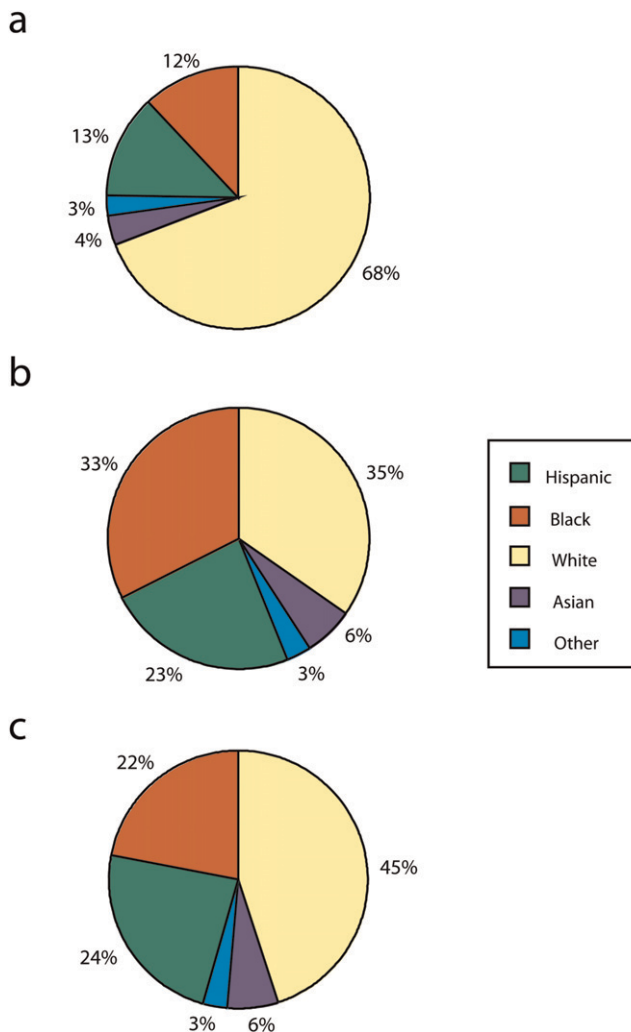 a
12%
13%
3%
4%
68%
b
33%
35%
6%
3%
23%
Hispanic
Black
White
Asian
Other
c
22%
45%
24%
3%
6%